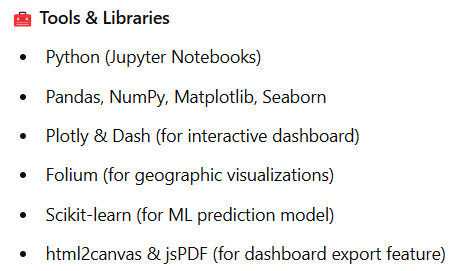 🧰 Tools & Libraries
• Python (Jupyter Notebooks)
• Pandas, NumPy, Matplotlib, Seaborn
• Plotly & Dash (for interactive dashboard)
• Folium (for geographic visualizations)
• Scikit-learn (for ML prediction model)
• html2canvas & jsPDF (for dashboard export feature)